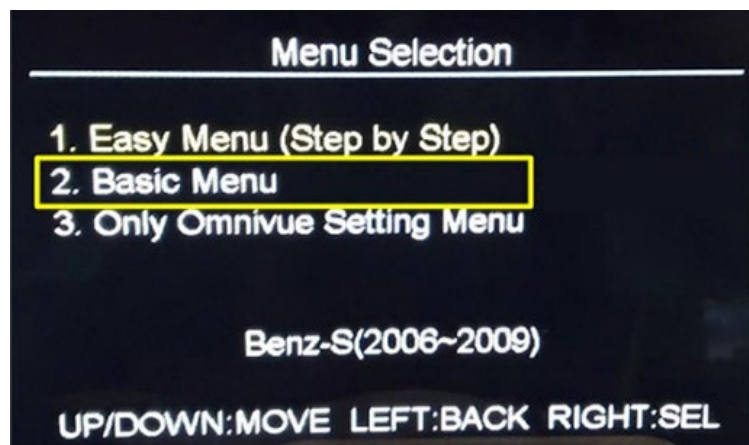 Menu Selection
1. Easy Menu (Step by Step)
2. Basic Menu
3. Only Omnivue Setting Menu
Benz-S(2006~2009)
UP/DOWN:MOVE LEFT:BACK RIGHT:SEL